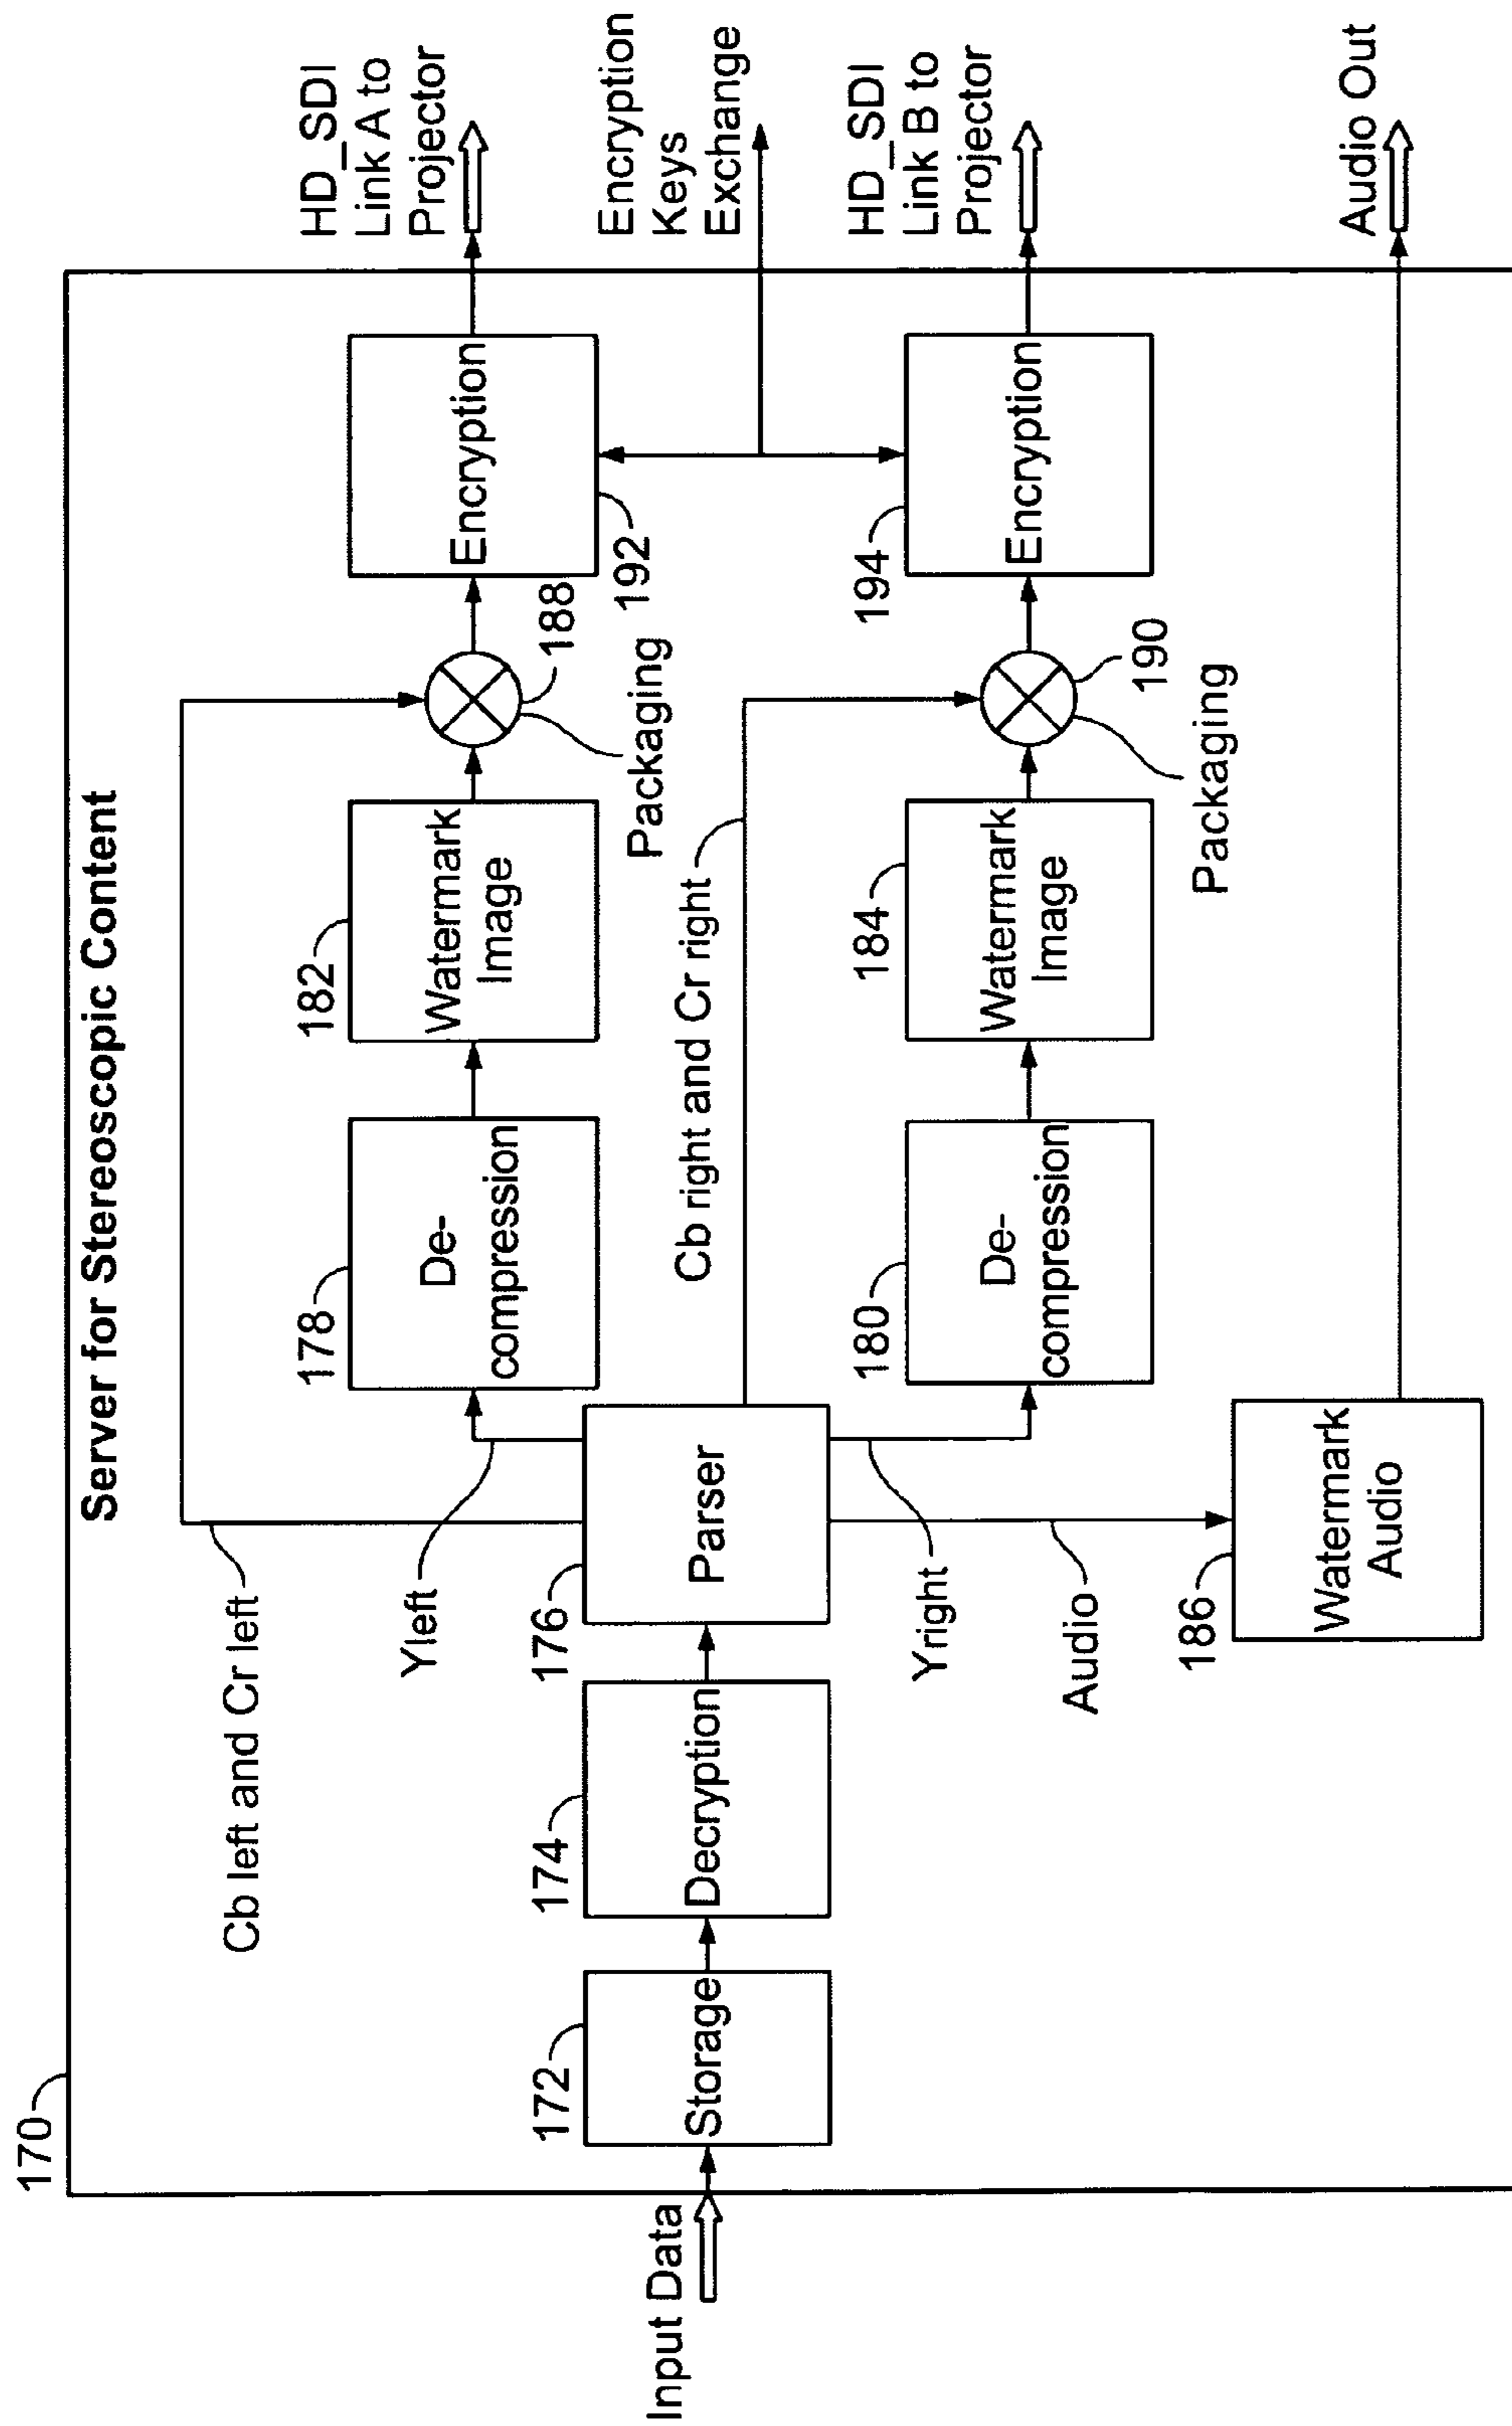 Server for Stereoscopic Content
170
Input Data
172
Storage
174
Decryption
176
Parser
Cb left and Cr left
Yleft
Yright
Audio
178
De-
compression
182
Watermark
Image
188
Packaging
192
Encryption
HD_SDI
Link A to
Projector
Encryption
Keys
Exchange
Cb right and Cr right
180
De-
compression
184
Watermark
Image
190
Packaging
194
Encryption
HD_SDI
Link B to
Projector
186
Watermark
Audio
Audio Out